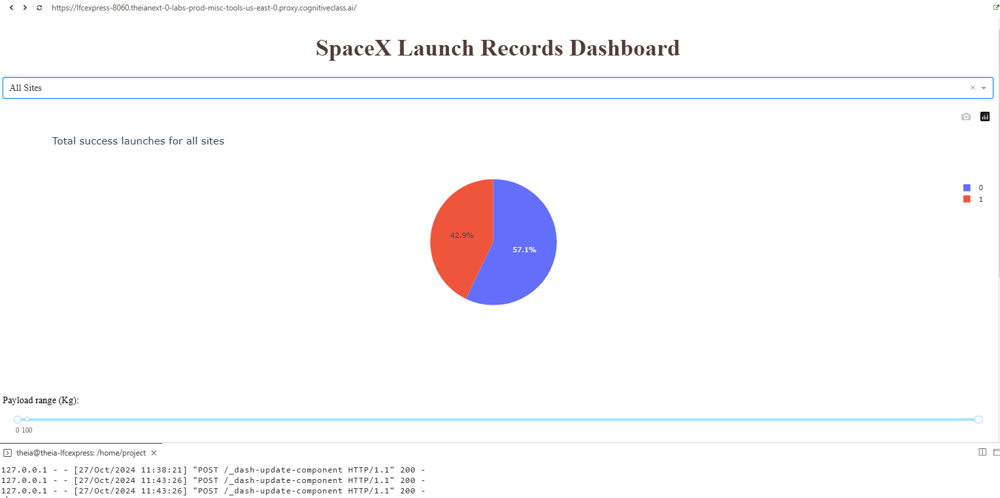 https://lfcexpress-8060.theianext-0-labs-prod-misc-tools-us-east-0.proxy.cognitiveclass.ai/
SpaceX Launch Records Dashboard
All Sites
Total success launches for all sites
0
1
42.9%
57.1%
Payload range (Kg):
0 100
theia@theia-lfcexpress: /home/project
127.0.0.1 - - [27/Oct/2024 11:38:21] "POST /_dash-update-component HTTP/1.1" 200 -
127.0.0.1 - - [27/Oct/2024 11:43:26] "POST /_dash-update-component HTTP/1.1" 200 -
127.0.0.1 - - [27/Oct/2024 11:43:26] "POST /_dash-update-component HTTP/1.1" 200 -